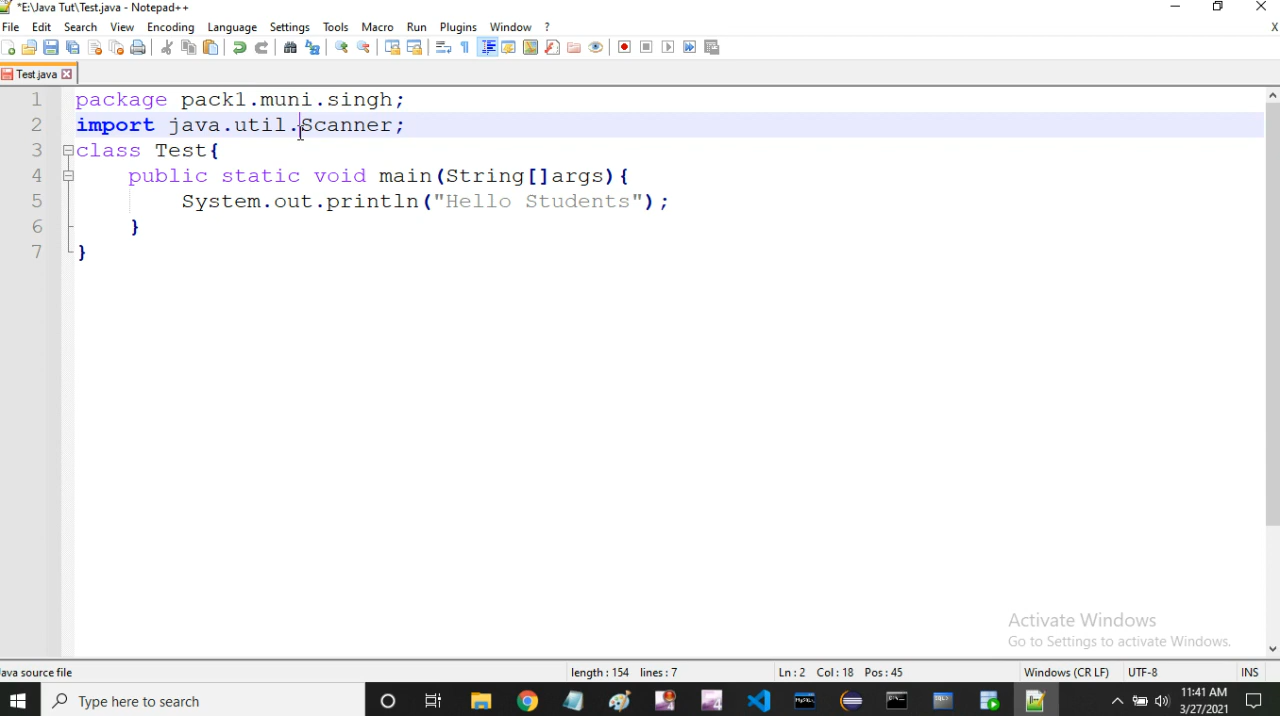 *E:\Java Tut\Test.java - Notepad++
File Edit Search View Encoding Language Settings Tools Macro Run Plugins Window ? X
Test.java
1 package pack1.muni.singh;
2 import java.util.Scanner;
3 class Test{
4 public static void main(String[]args){
5 System.out.println("Hello Students");
6 }
7 }
Activate Windows
Go to Settings to activate Windows.
Java source file length : 154 lines : 7 Ln : 2 Col : 18 Pos : 45 Windows (CR LF) UTF-8 INS
Type here to search
11:41 AM
3/27/2021